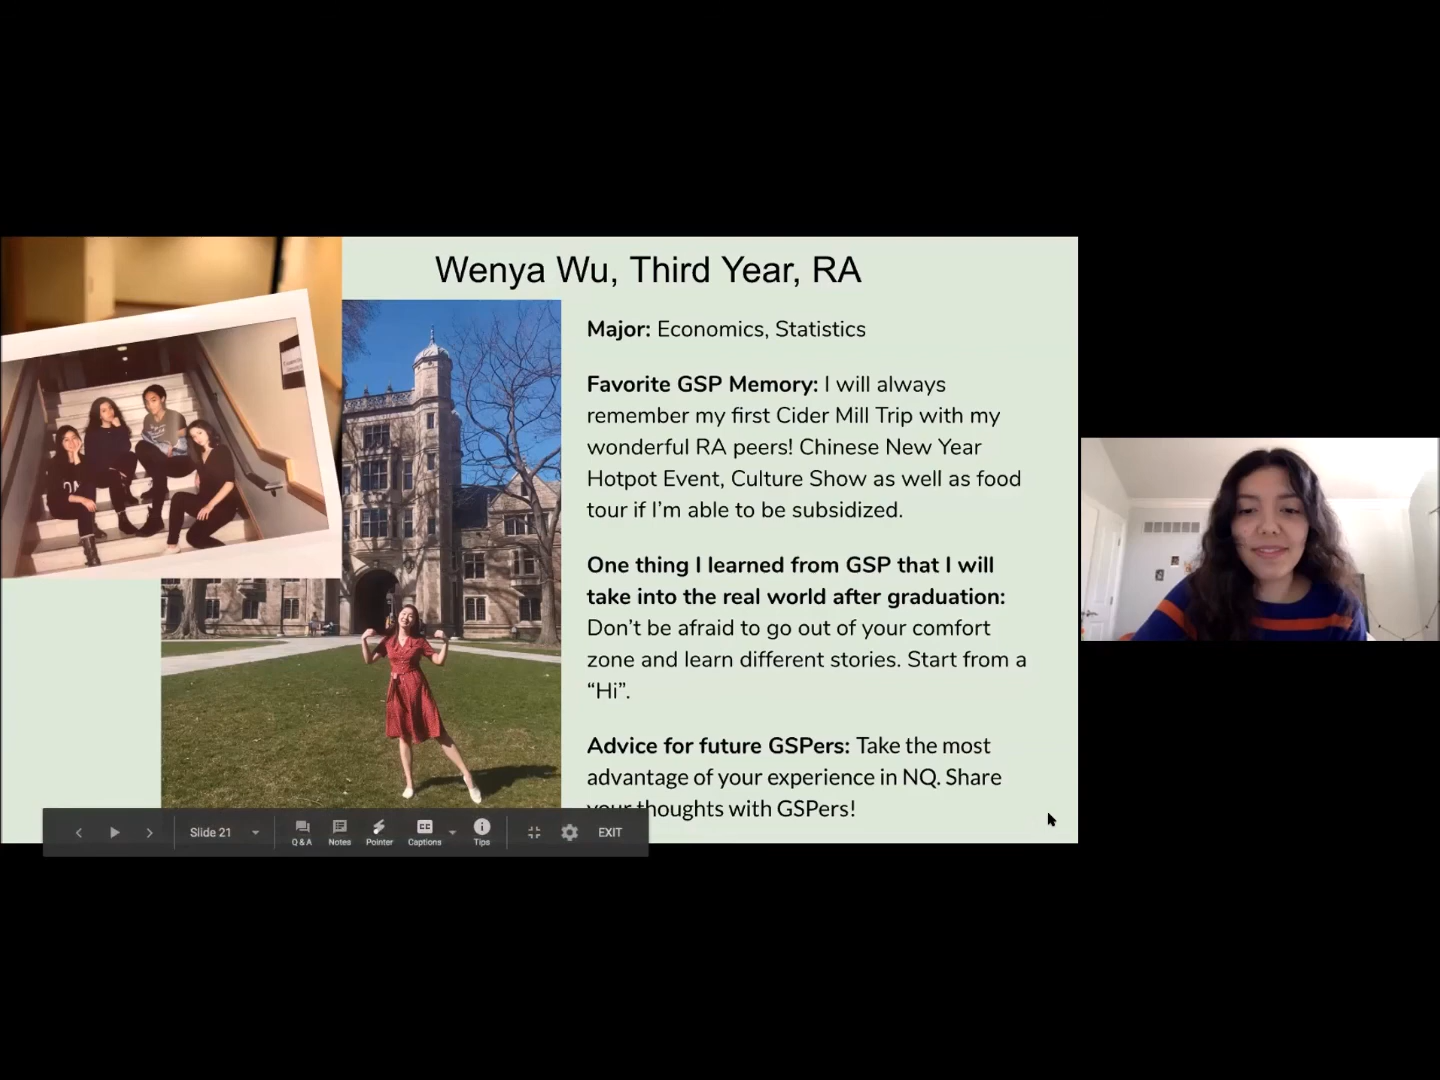 Wenya Wu, Third Year, RA
Major: Economics, Statistics
Favorite GSP Memory: I will always
remember my first Cider Mill Trip with my
wonderful RA peers! Chinese New Year
Hotpot Event, Culture Show as well as food
tour if I'm able to be subsidized.
One thing I learned from GSP that I will
take into the real world after graduation:
Don't be afraid to go out of your comfort
zone and learn different stories. Start from a
“Hi”.
Advice for future GSPers: Take the most
advantage of your experience in NQ. Share
your thoughts with GSPers!
Slide 21
Q & A
Notes
Pointer
CC
Captions
Tips
EXIT